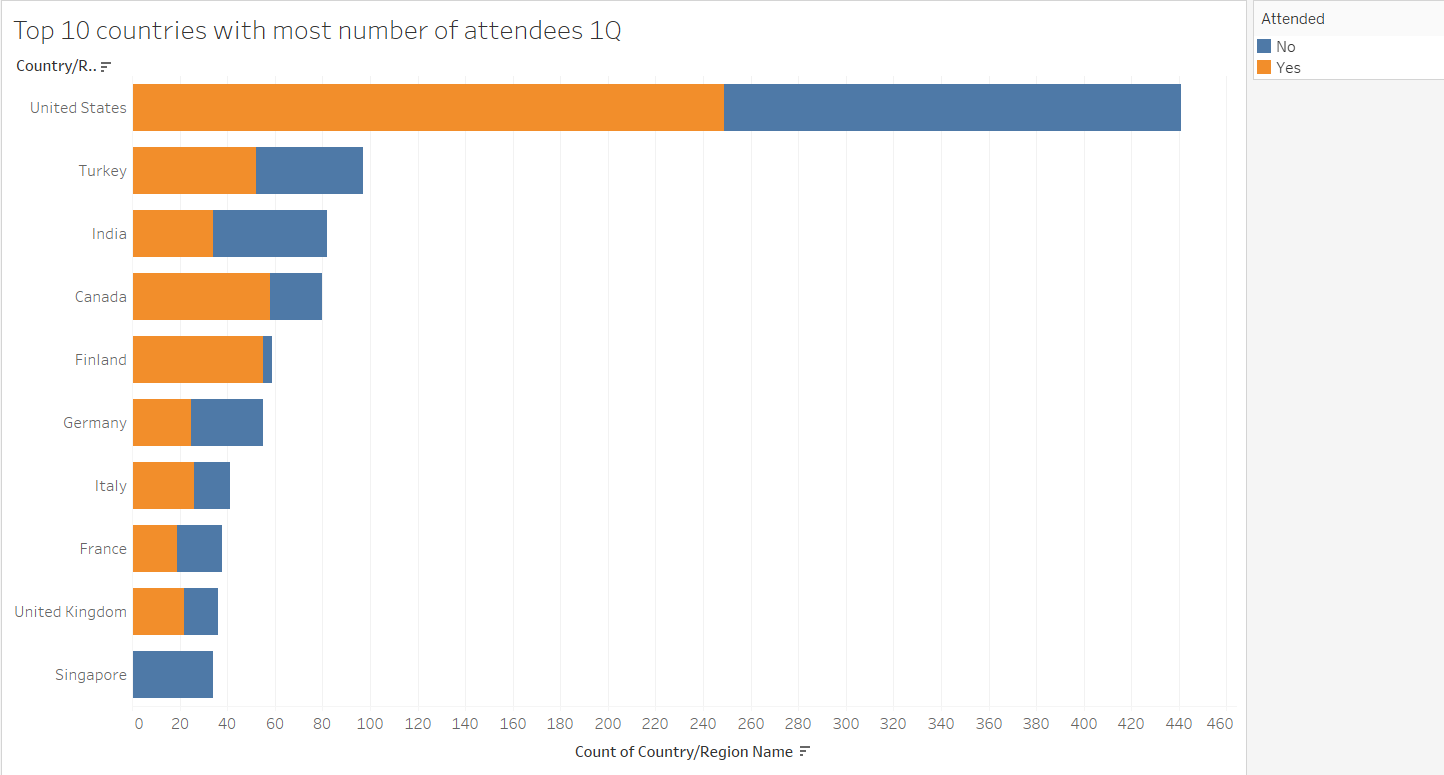 Top 10 countries with most number of attendees 1Q
Country/R..
United States
Turkey
India
Canada
Finland
Germany
Italy
France
United Kingdom
Singapore
0 20 40 60 80 100 120 140 160 180 200 220 240 260 280 300 320 340 360 380 400 420 440 460
Count of Country/Region Name
Attended
No
Yes